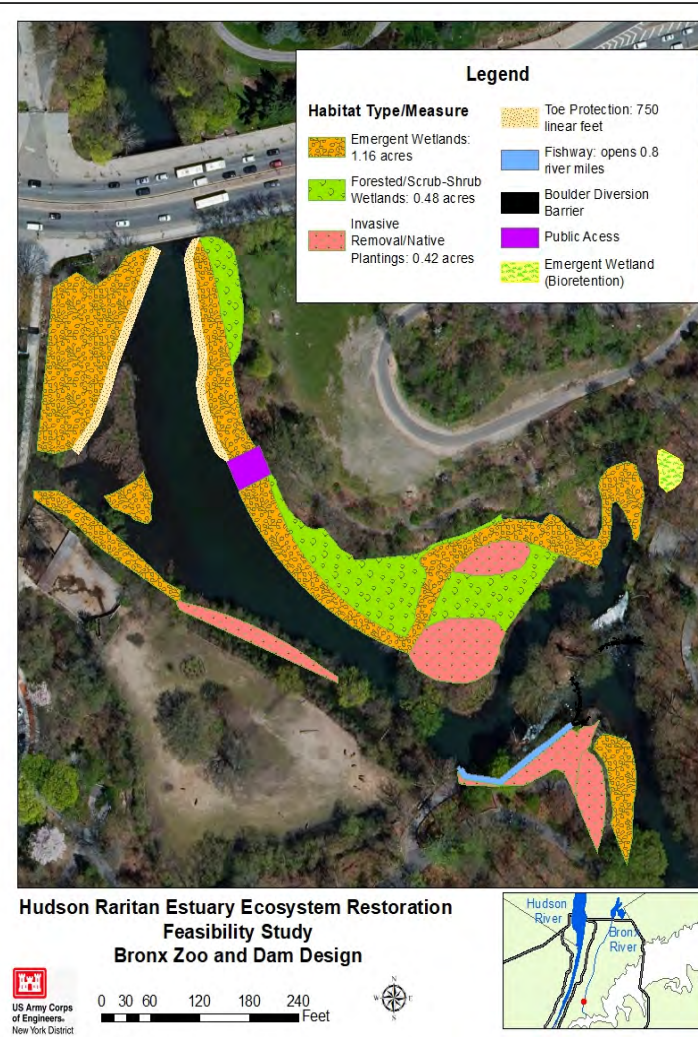 Legend
Habitat Type/Measure
Emergent Wetlands:
1.16 acres
Forested/Scrub-Shrub
Wetlands: 0.48 acres
Invasive
Removal/Native
Plantings: 0.42 acres
Toe Protection: 750
linear feet
Fishway: opens 0.8
river miles
Boulder Diversion
Barrier
Public Acess
Emergent Wetland
(Bioretention)
Hudson Raritan Estuary Ecosystem Restoration
Feasibility Study
Bronx Zoo and Dam Design
US Army Corps
of Engineers®
New York District
0 30 60 120 180 240
Feet
N
W E
S
Hudson
River
Bronx
River